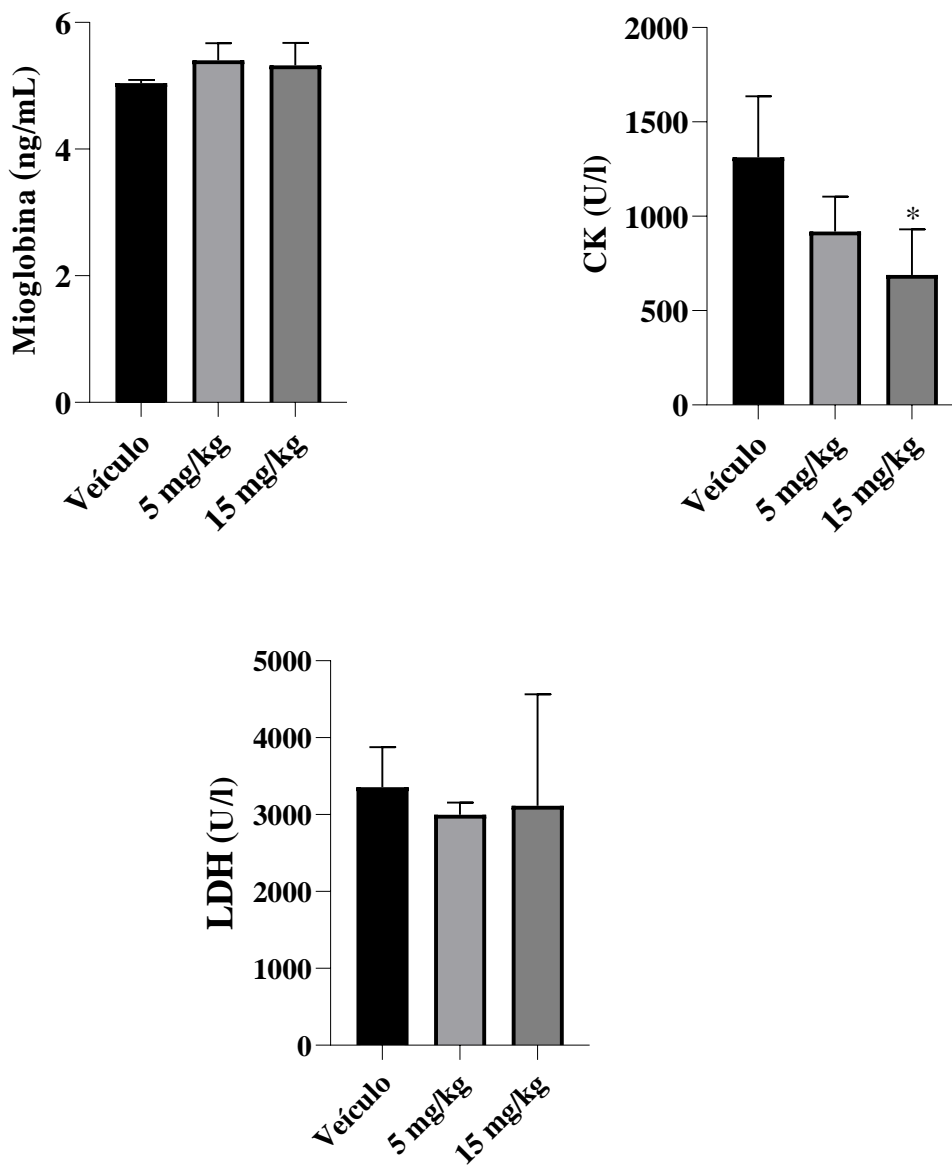 Mioglobina (ng/mL)
6
4
2
0
Veículo
5 mg/kg
15 mg/kg
CK (U/l)
2000
1500
1000
500
0
*
Veículo
5 mg/kg
15 mg/kg
LDH (U/l)
5000
4000
3000
2000
1000
0
Veículo
5 mg/kg
15 mg/kg